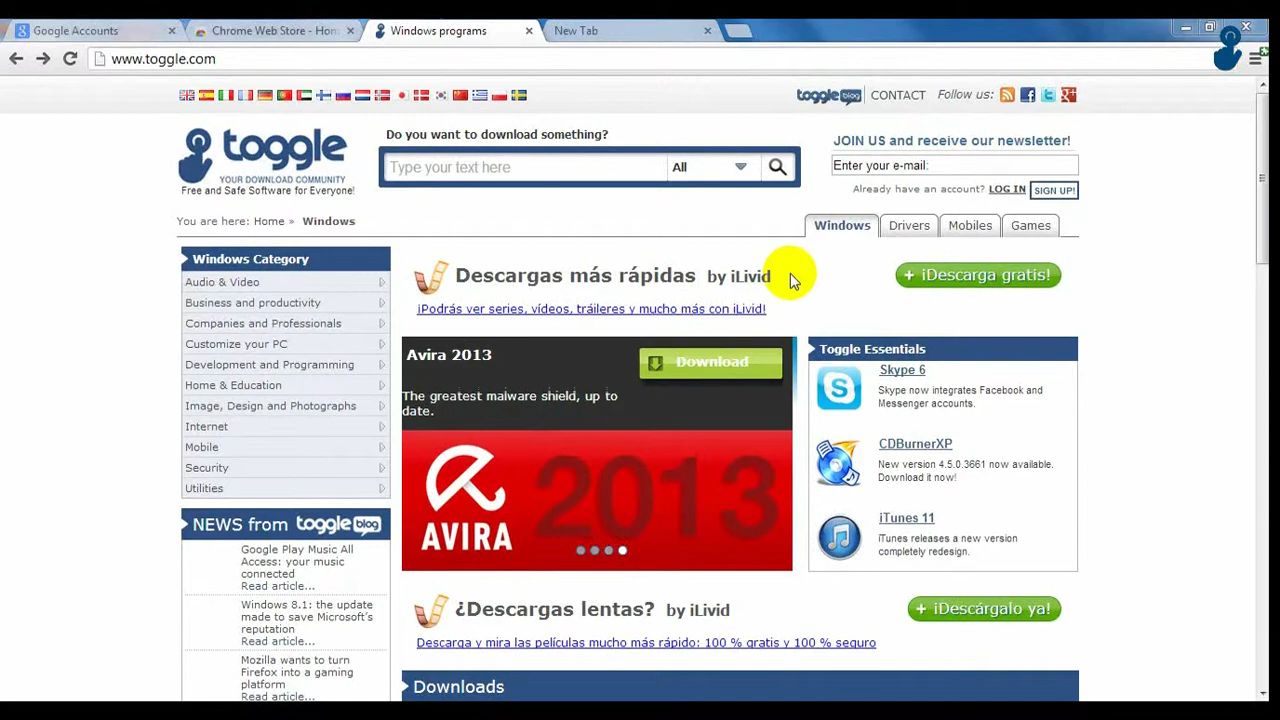 Google Accounts
Chrome Web Store - Hom
Windows programs
New Tab
www.toggle.com
toggle blog
CONTACT
Follow us:
toggle
YOUR DOWNLOAD COMMUNITY
Free and Safe Software for Everyone!
Do you want to download something?
Type your text here
All
JOIN US and receive our newsletter!
Enter your e-mail:
Already have an account? LOG IN SIGN UP!
You are here: Home » Windows
Windows
Drivers
Mobiles
Games
Windows Category
Audio & Video
Business and productivity
Companies and Professionals
Customize your PC
Development and Programming
Home & Education
Image, Design and Photographs
Internet
Mobile
Security
Utilities
NEWS from toggle blog
Google Play Music All
Access: your music
connected
Read article...
Windows 8.1: the update
made to save Microsoft's
reputation
Read article...
Mozilla wants to turn
Firefox into a gaming
platform
Read article...
Descargas más rápidas by iLivid
+ ¡Descarga gratis!
¡Podrás ver series, vídeos, tráileres y mucho más con iLivid!
Avira 2013
Download
The greatest malware shield, up to
date.
AVIRA
2013
Toggle Essentials
Skype 6
Skype now integrates Facebook and
Messenger accounts.
CDBurnerXP
New version 4.5.0.3661 now available.
Download it now!
iTunes 11
iTunes releases a new version
completely redesign.
¿Descargas lentas? by iLivid
+ ¡Descárgalo ya!
Descarga y mira las películas mucho más rápido: 100 % gratis y 100 % seguro
Downloads